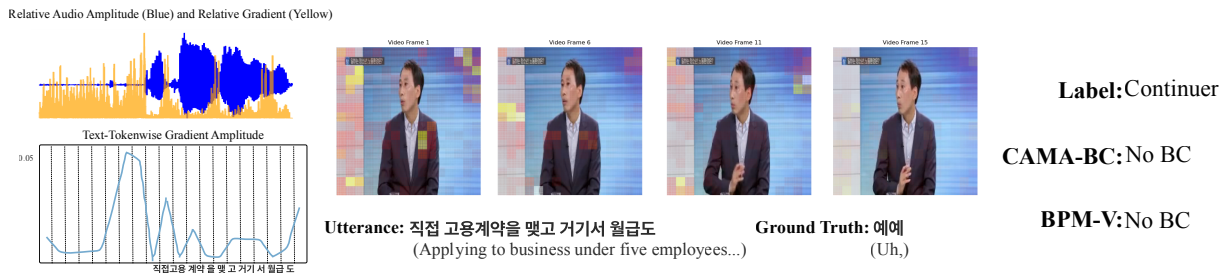 Relative Audio Amplitude (Blue) and Relative Gradient (Yellow)
Text-Tokenwise Gradient Amplitude
0.05
직접고용 계약 을 맺 고 거기 서 월급 도
Video Frame 1
Video Frame 6
Video Frame 11
Video Frame 15
Utterance: 직접 고용계약을 맺고 거기서 월급도
(Applying to business under five employees...)
Ground Truth: 예예
(Uh,)
Label: Continuer
CAMA-BC: No BC
BPM-V: No BC